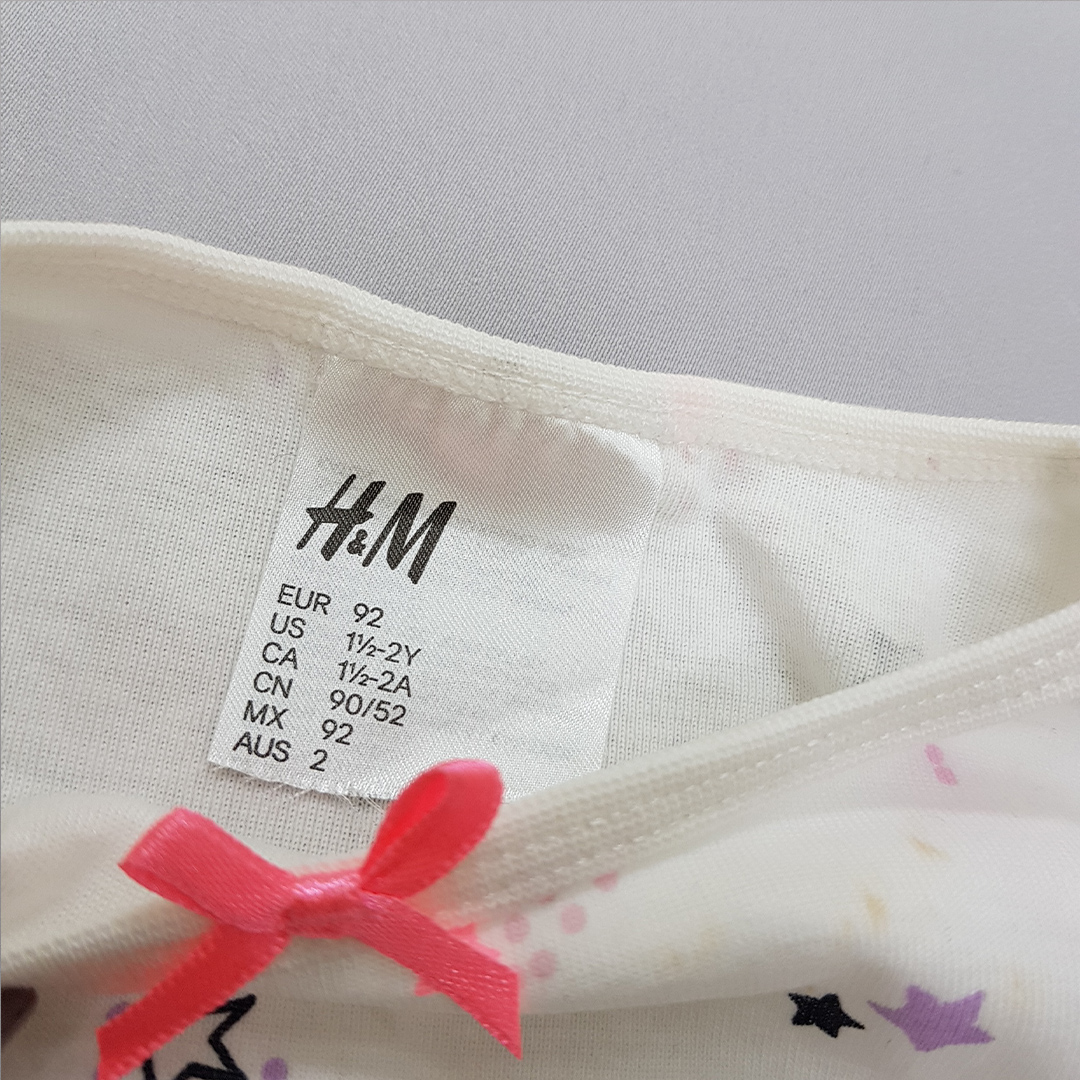 H&M
EUR 92
US 1½-2Y
CA 1½-2A
CN 90/52
MX 92
AUS 2